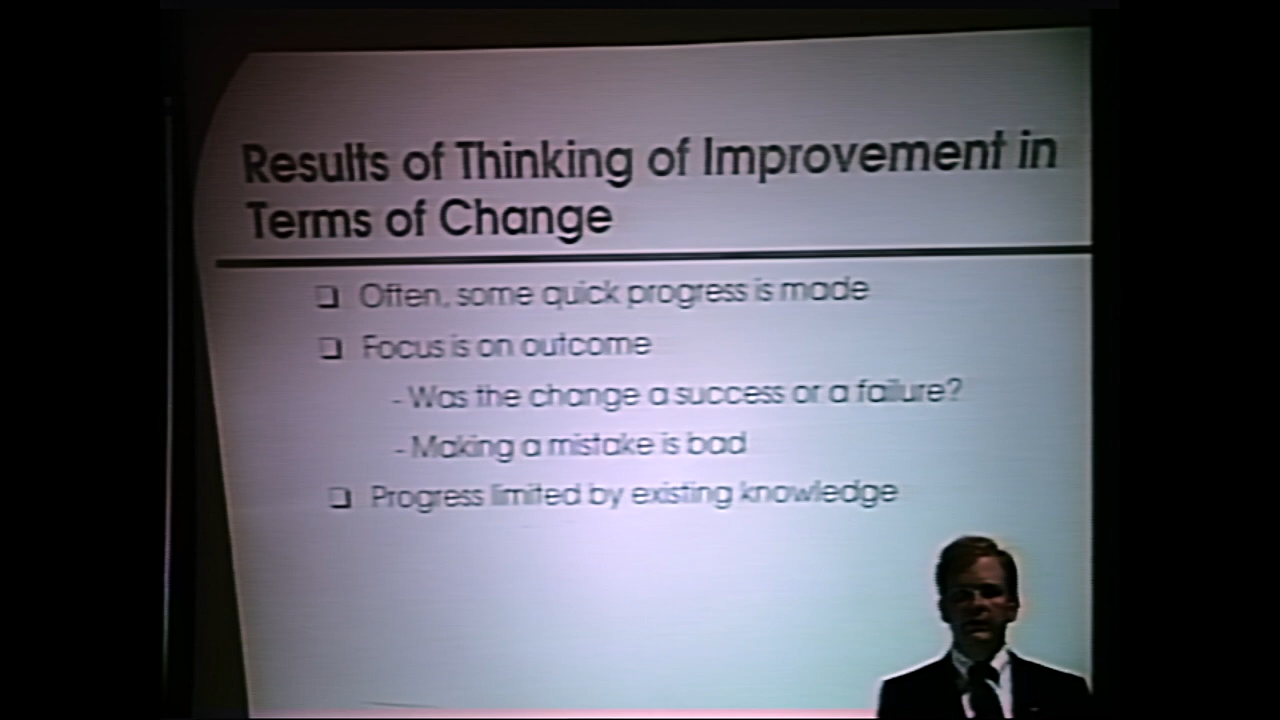 Results of Thinking of Improvement in
Terms of Change
❑ Often, some quick progress is made
❑ Focus is on outcome
- Was the change a success or a failure?
- Making a mistake is bad
❑ Progress limited by existing knowledge